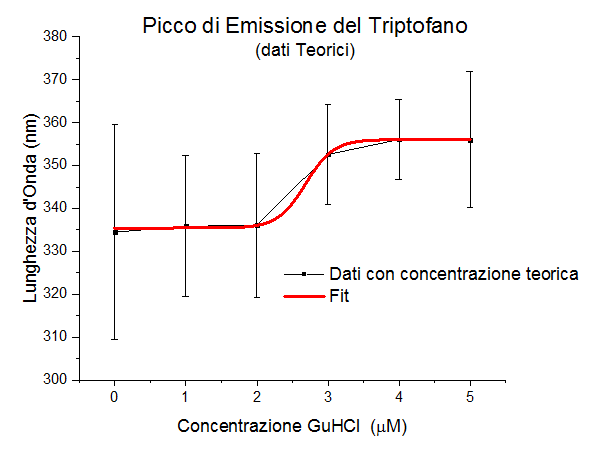 Picco di Emissione del Triptofano
(dati Teorici)
380
370
360
350
340
330
320
310
300
Lunghezza d'Onda (nm)
Dati con concentrazione teorica
Fit
0 1 2 3 4 5
Concentrazione GuHCl (μM)